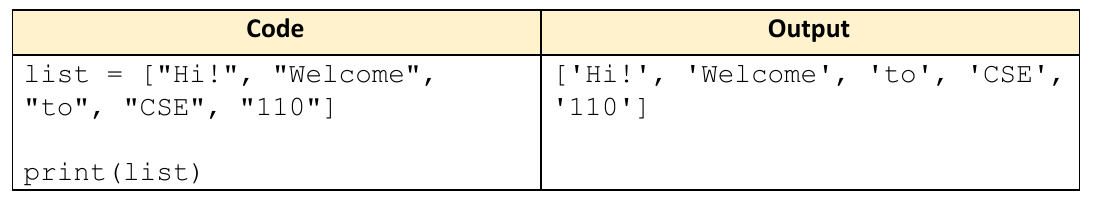 Code
Output
list = ["Hi!", "Welcome",
"to", "CSE", "110"]
print(list)
['Hi!', 'Welcome', 'to', 'CSE',
'110']